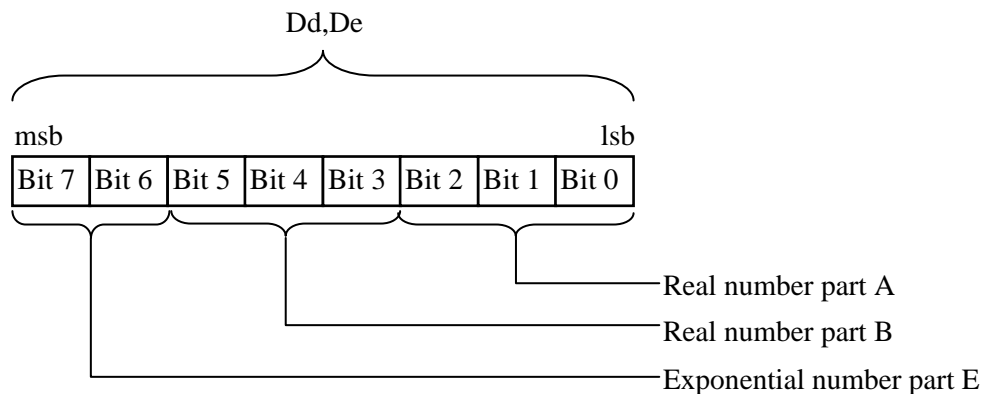 Dd,De
msb lsb
Bit 7 Bit 6 Bit 5 Bit 4 Bit 3 Bit 2 Bit 1 Bit 0
Real number part A
Real number part B
Exponential number part E